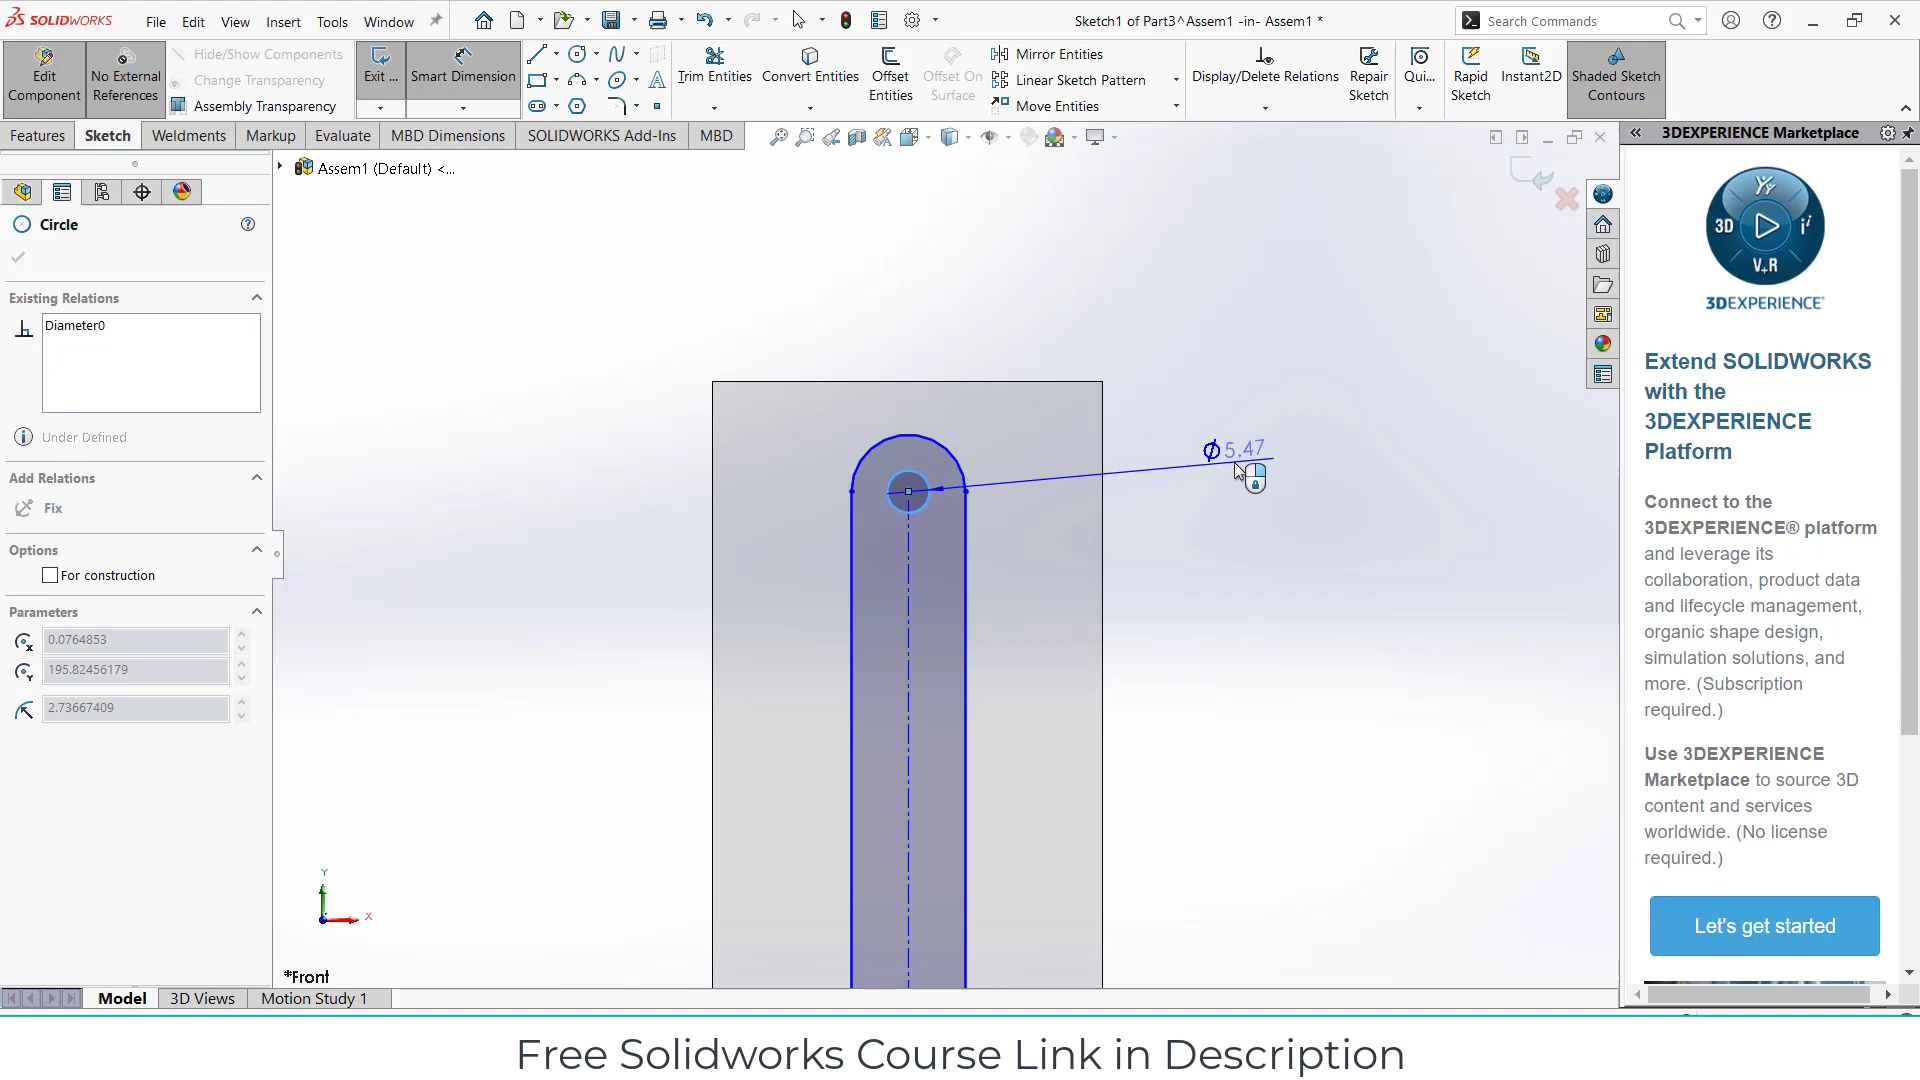 SOLIDWORKS
File Edit View Insert Tools Window
Sketch1 of Part3^Assem1 -in- Assem1 *
Search Commands
Edit Component
No External References
Hide/Show Components
Change Transparency
Assembly Transparency
Exit ...
Smart Dimension
Trim Entities
Convert Entities
Offset Entities
Offset On Surface
Mirror Entities
Linear Sketch Pattern
Move Entities
Display/Delete Relations
Repair Sketch
Qui...
Rapid Sketch
Instant2D
Shaded Sketch Contours
Features Sketch Weldments Markup Evaluate MBD Dimensions SOLIDWORKS Add-Ins MBD
3DEXPERIENCE Marketplace
Assem1 (Default) <...
Circle
Existing Relations
Diameter0
Under Defined
Add Relations
Fix
Options
For construction
Parameters
0.0764853
195.82456179
2.73667409
Ø5.47
Y
X
*Front
3D
V+R
3DEXPERIENCE
Extend SOLIDWORKS
with the
3DEXPERIENCE
Platform
Connect to the
3DEXPERIENCE® platform
and leverage its
collaboration, product data
and lifecycle management,
organic shape design,
simulation solutions, and
more. (Subscription
required.)
Use 3DEXPERIENCE
Marketplace to source 3D
content and services
worldwide. (No license
required.)
Let's get started
Model 3D Views Motion Study 1
Free Solidworks Course Link in Description